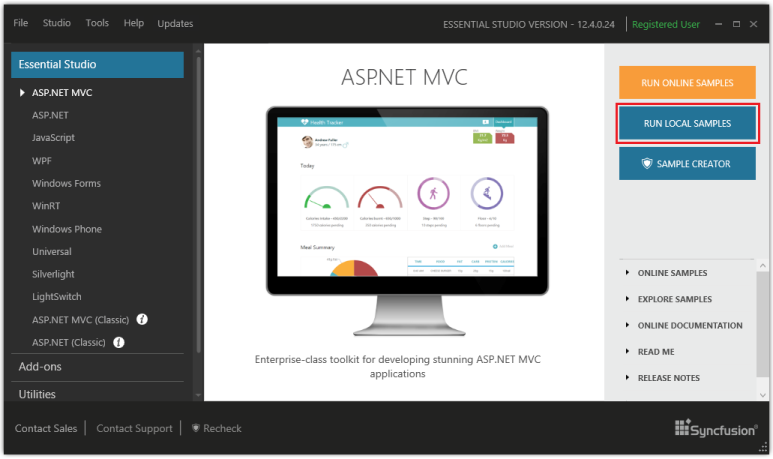 File Studio Tools Help Updates
ESSENTIAL STUDIO VERSION - 12.4.0.24 Registered User
Essential Studio
ASP.NET MVC
ASP.NET
JavaScript
WPF
Windows Forms
WinRT
Windows Phone
Universal
Silverlight
LightSwitch
ASP.NET MVC (Classic)
ASP.NET (Classic)
Add-ons
Utilities
ASP.NET MVC
Health Tracker
Dashboard
Today
Meal Summary
Enterprise-class toolkit for developing stunning ASP.NET MVC
applications
RUN ONLINE SAMPLES
RUN LOCAL SAMPLES
SAMPLE CREATOR
ONLINE SAMPLES
EXPLORE SAMPLES
ONLINE DOCUMENTATION
READ ME
RELEASE NOTES
Contact Sales Contact Support Recheck
Syncfusion